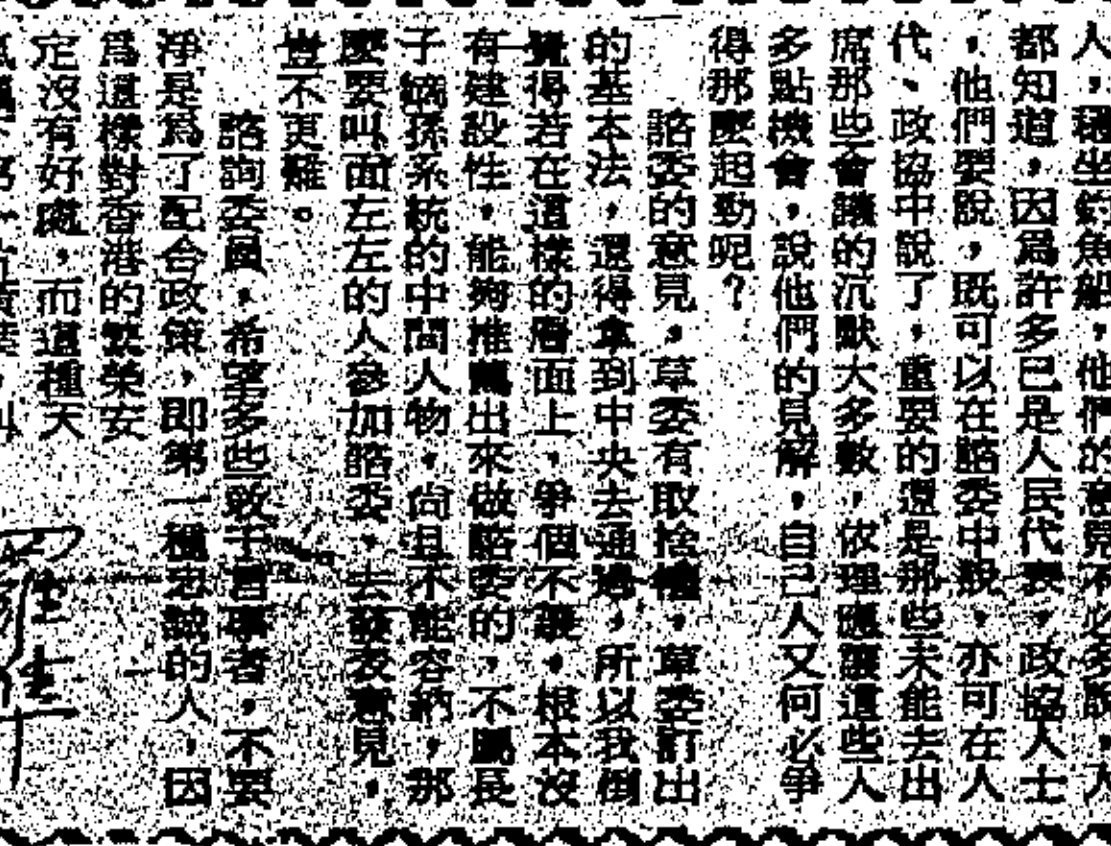 人，穩坐釣魚船，他們的意見不必多說，人
都知道，因爲許多已是人民代表，政協人士
，他們要說，既可以在諮委中說，亦可在人
代、政協中說了，重要的還是那些未能去出
席那些會議的沉默大多數，依理應讓這些人
多點機會，說他們的見解，自己人又何必爭
得那麼起勁呢？
諮委的意見，草委有取捨權，草委訂出
的基本法，還得拿到中央去通過，所以我倒
覺得若在這樣的層面上，爭個不襲，根本沒
有建設性，能夠推薦出來做諮委的，不屬長
子嫡孫系統的中間人物，尚且不能容納，那
麼要叫面左左的人參加諮委，去發表意見，
豈不更難。
諮詢委員，希望多些敢于言事者，不要
淨是爲了配合政策，即第一種忠誠的人，因
爲這樣對香港的繁榮安
定沒有好處，而這種天